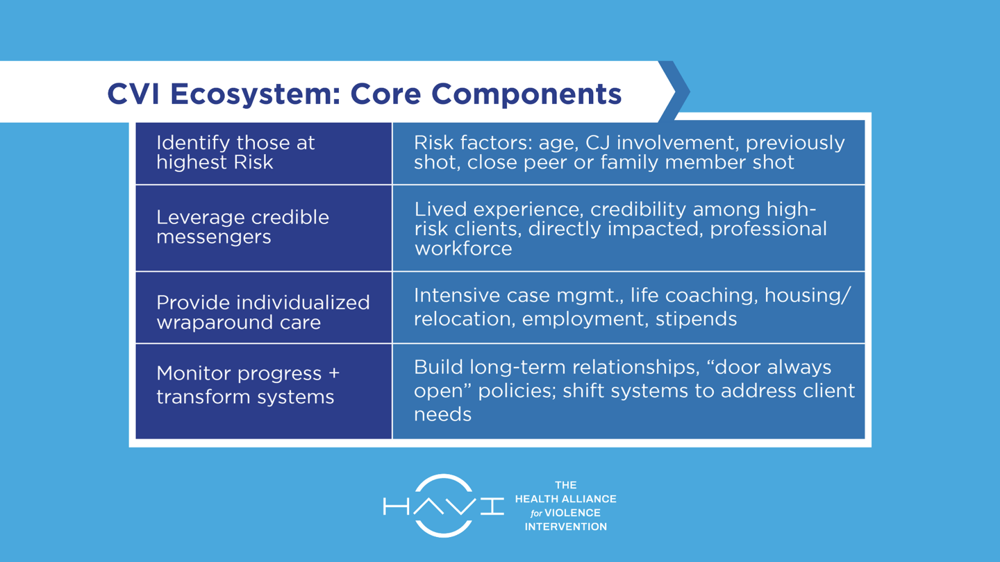 CVI Ecosystem: Core Components
Identify those at
highest Risk
Risk factors: age, CJ involvement, previously
shot, close peer or family member shot
Leverage credible
messengers
Lived experience, credibility among high-
risk clients, directly impacted, professional
workforce
Provide individualized
wraparound care
Intensive case mgmt., life coaching, housing/
relocation, employment, stipends
Monitor progress +
transform systems
Build long-term relationships, “door always
open” policies; shift systems to address client
needs
HAVI
THE
HEALTH ALLIANCE
for VIOLENCE
INTERVENTION